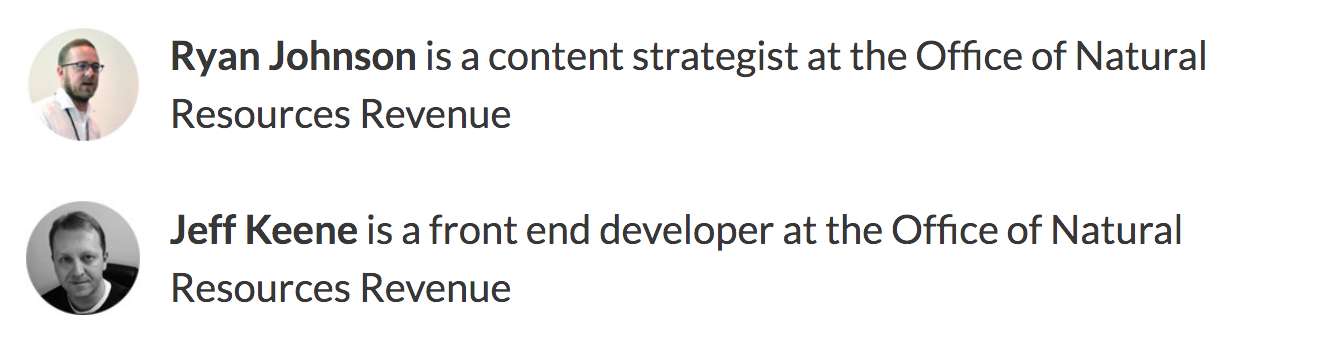 Ryan Johnson is a content strategist at the Office of Natural
Resources Revenue
Jeff Keene is a front end developer at the Office of Natural
Resources Revenue